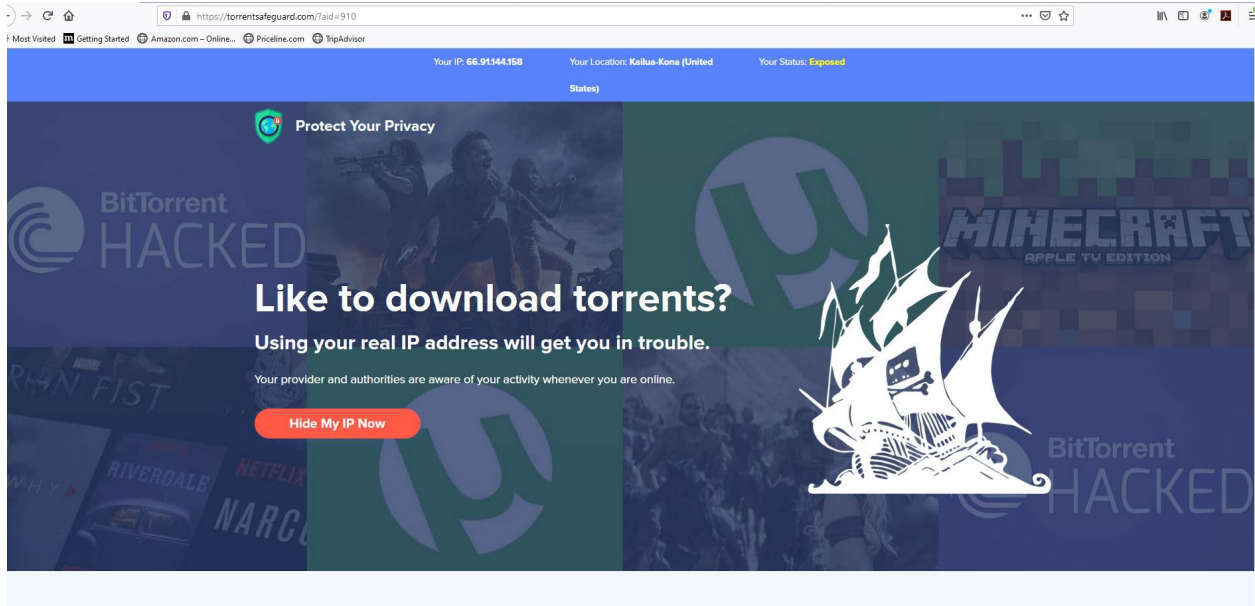 https://torrentsafeguard.com/?aid=910
Most Visited Getting Started Amazon.com – Online... Priceline.com TripAdvisor
Your IP: 66.91.144.158 Your Location: Kailua-Kona (United States) Your Status: Exposed
Protect Your Privacy
BitTorrent
HACKED
MINECRAFT
APPLE TV EDITION
Like to download torrents?
Using your real IP address will get you in trouble.
Your provider and authorities are aware of your activity whenever you are online.
Hide My IP Now
MARVEL
FIST
WHY
RIVERDALE
NETFLIX
NARC
BitTorrent
HACKED